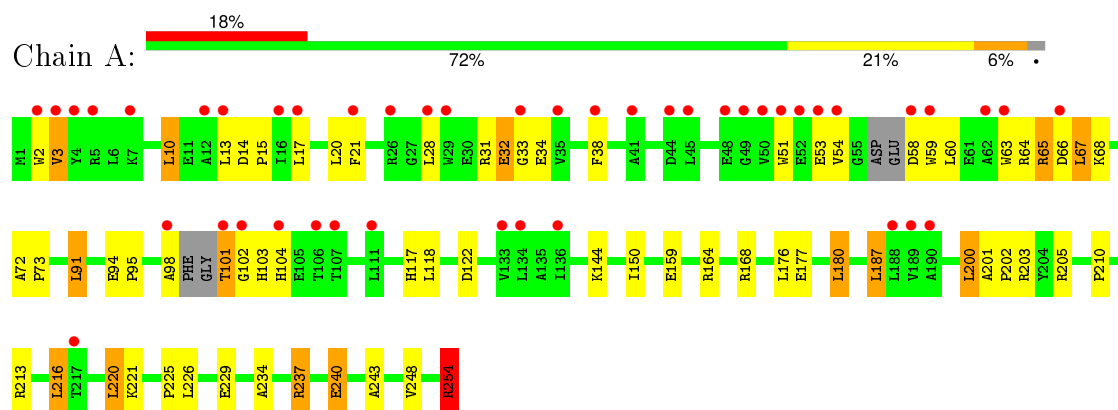 18%
Chain A:
72% 21% 6% •
M1 W2 V3 Y4 R5 L6 K7 L10 E11 A12 L13 D14 P15 I16 L17 L20 F21 R26 G27 L28 W29 E30 R31 E32 G33 E34 V35 F38 A41 D44 L45 E48 G49 V50 W51 E52 E53 V54 G55 ASP GLU D58 W59 L60 E61 A62 W63 R64 R65 D66 L67 K68
A72 P73 L91 E94 P95 A98 PHE GLY T101 G102 H103 H104 E105 T106 T107 L111 H117 L118 D122 V133 L134 A135 I136 K144 I150 E159 R164 R168 L176 E177 L180 L187 L188 V189 A190 L200 A201 P202 R203 Y204 R205 P210
R213 L216 T217 L220 K221 P225 L226 E229 A234 R237 E240 A243 V248 R254